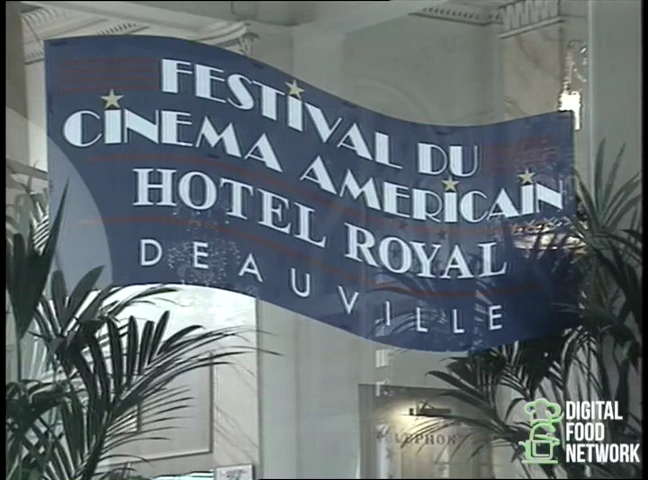 FESTIVAL DU
CINEMA AMERICAIN
HOTEL ROYAL
DEAUVILLE
DIGITAL
FOOD
NETWORK